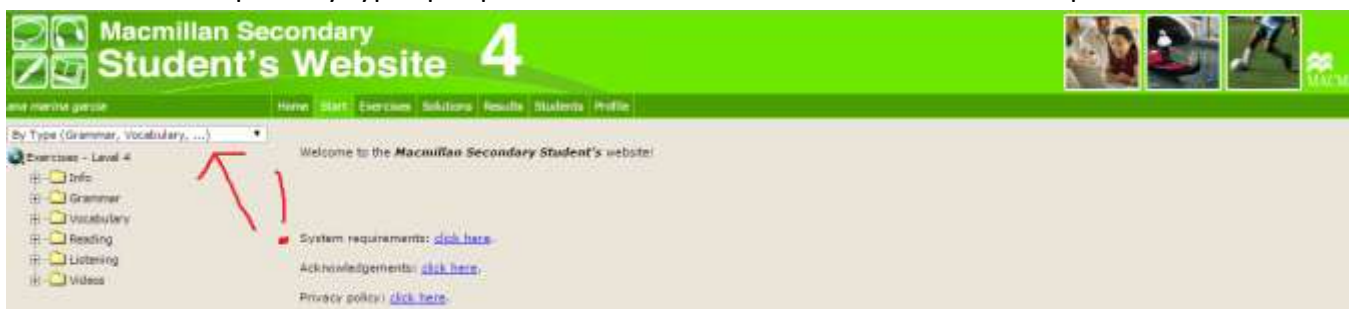 Macmillan Secondary
Student's Website 4
MACM
ana marina garcia
Home Start Exercises Solutions Results Students Profile
By Type (Grammar, Vocabulary, ...)
Exercises - Level 4
Info
Grammar
Vocabulary
Reading
Listening
Videos
Welcome to the Macmillan Secondary Student's website!
System requirements: click here.
Acknowledgements: click here.
Privacy policy: click here.